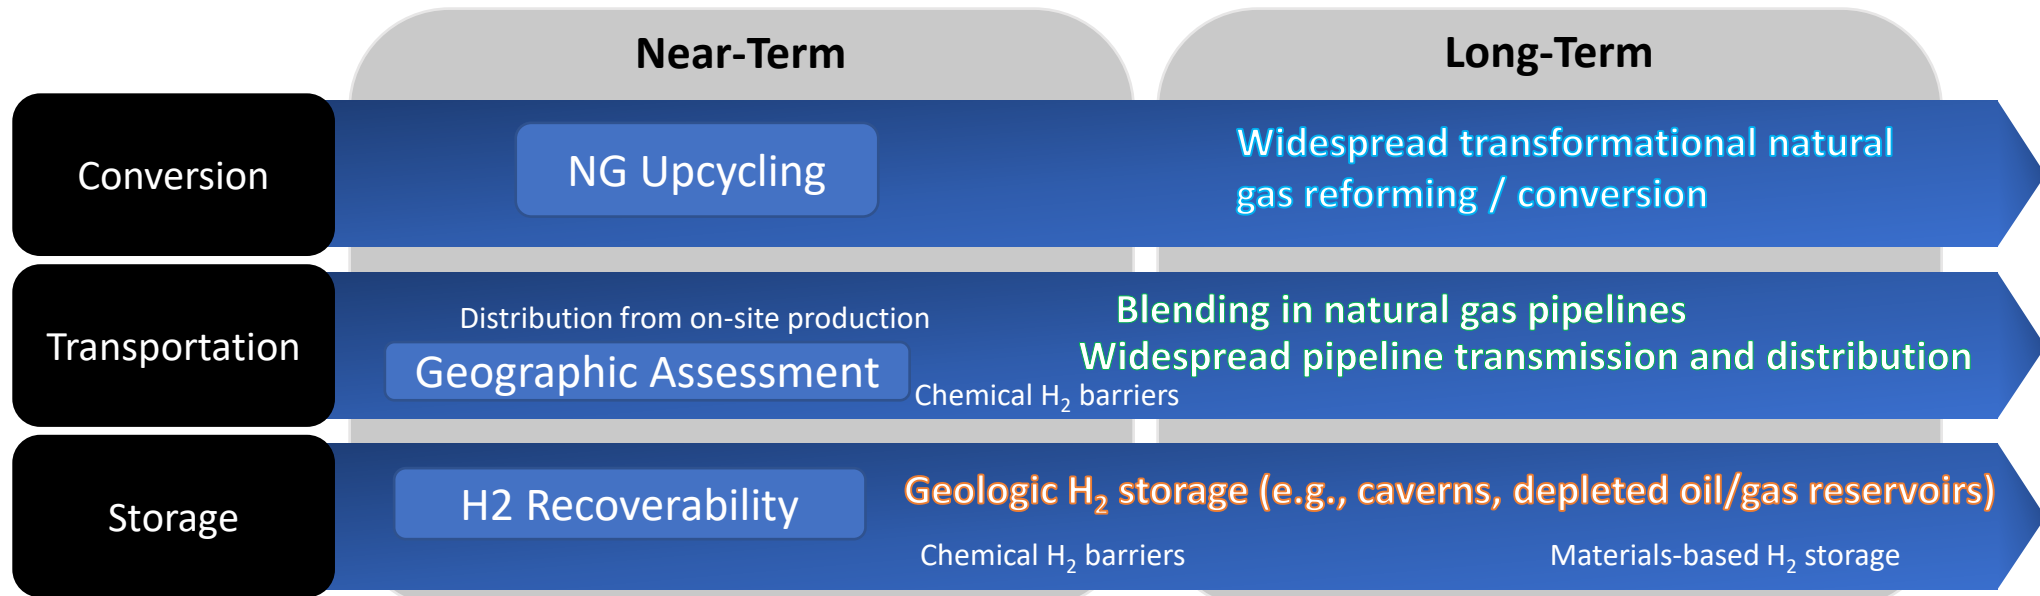 Near-Term
Long-Term
Conversion
NG Upcycling
Widespread transformational natural
gas reforming / conversion
Transportation
Distribution from on-site production
Geographic Assessment
Chemical H₂ barriers
Blending in natural gas pipelines
Widespread pipeline transmission and distribution
Storage
H2 Recoverability
Geologic H₂ storage (e.g., caverns, depleted oil/gas reservoirs)
Chemical H₂ barriers
Materials-based H₂ storage